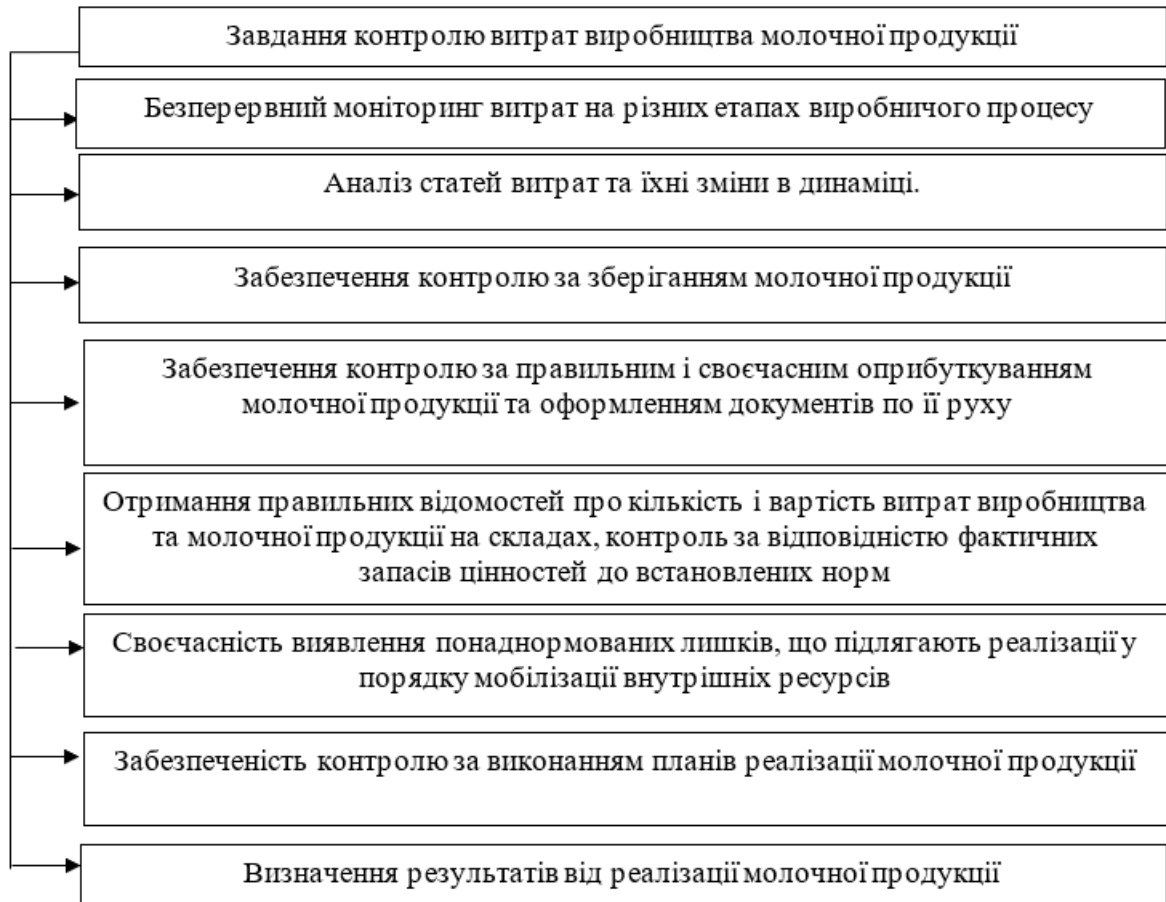 Завдання контролю витрат виробництва молочної продукції
Безперервний моніторинг витрат на різних етапах виробничого процесу
Аналіз статей витрат та їхні зміни в динаміці.
Забезпечення контролю за зберіганням молочної продукції
Забезпечення контролю за правильним і своєчасним оприбуткуванням
молочної продукції та оформленням документів по її руху
Отримання правильних відомостей про кількість і вартість витрат виробництва
та молочної продукції на складах, контроль за відповідністю фактичних
запасів цінностей до встановлених норм
Своєчасність виявлення понаднормованих лишків, що підлягають реалізації у
порядку мобілізації внутрішніх ресурсів
Забезпеченість контролю за виконанням планів реалізації молочної продукції
Визначення результатів від реалізації молочної продукції